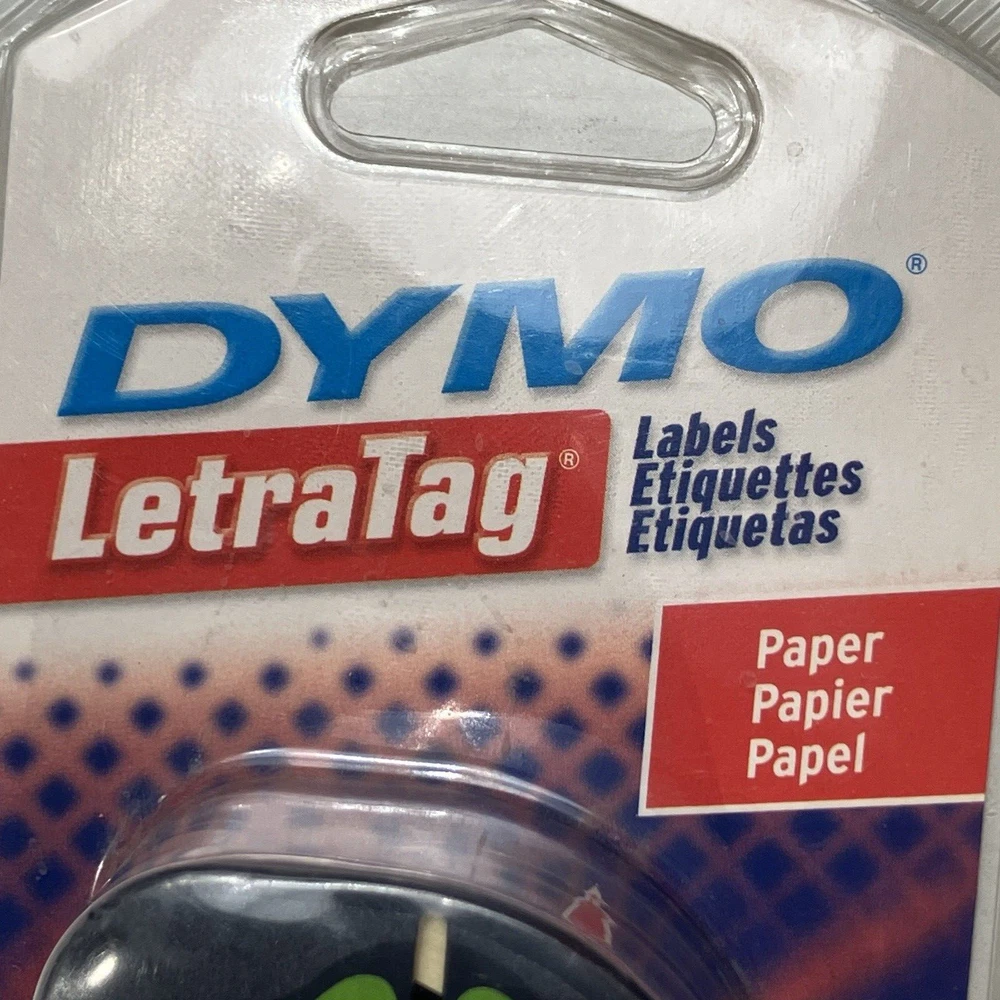 DYMO®
LetraTag®
Labels
Etiquettes
Etiquetas
Paper
Papier
Papel